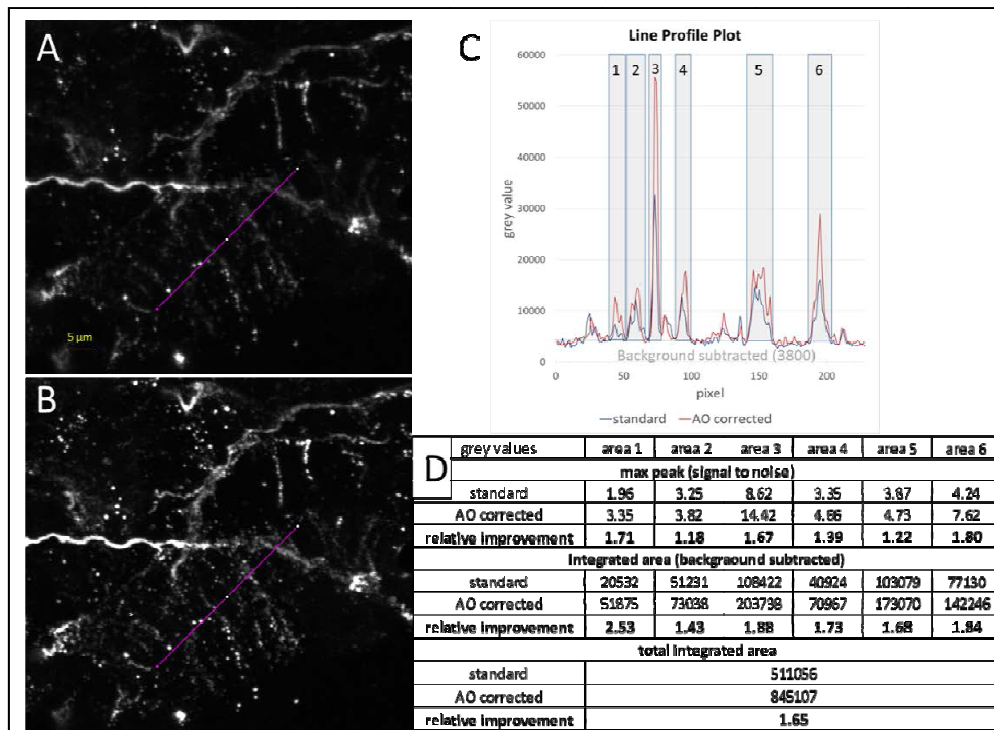 A
5 µm
B
C
Line Profile Plot
60000
50000
40000
30000
20000
10000
0
grey value
1 2 3 4 5 6
Background subtracted (3800)
0 50 100 150 200
pixel
standard AO corrected
D
grey values area 1 area 2 area 3 area 4 area 5 area 6
max peak (signal to noise)
standard 1.96 3.25 8.62 3.35 3.87 4.24
AO corrected 3.35 3.82 14.42 4.66 4.73 7.62
relative improvement 1.71 1.18 1.67 1.39 1.22 1.80
Integrated area (backgraound subtracted)
standard 20532 51231 108422 40924 103079 77130
AO corrected 51875 73038 203738 70967 173070 142246
relative improvement 2.53 1.43 1.88 1.73 1.68 1.84
total integrated area
standard 511056
AO corrected 845107
relative improvement 1.65